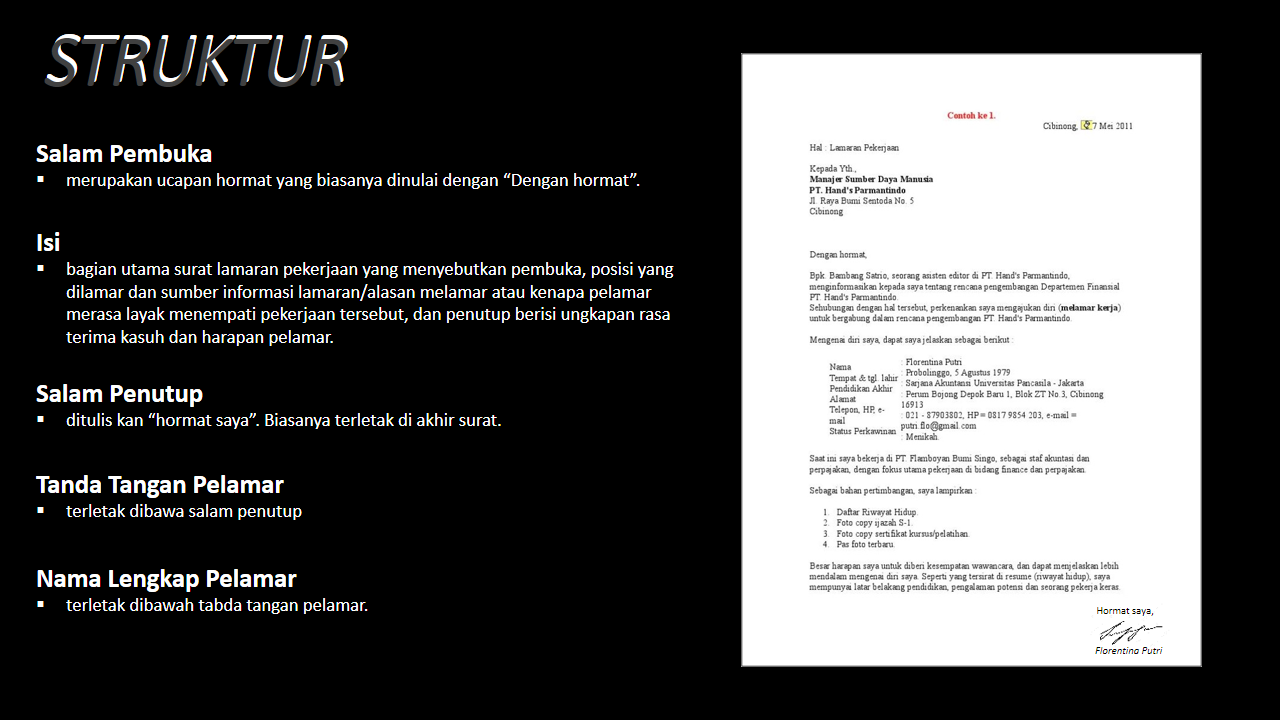 STRUKTUR
Salam Pembuka
▪ merupakan ucapan hormat yang biasanya dinulai dengan “Dengan hormat”.
Isi
▪ bagian utama surat lamaran pekerjaan yang menyebutkan pembuka, posisi yang
dilamar dan sumber informasi lamaran/alasan melamar atau kenapa pelamar
merasa layak menempati pekerjaan tersebut, dan penutup berisi ungkapan rasa
terima kasuh dan harapan pelamar.
Salam Penutup
▪ ditulis kan “hormat saya”. Biasanya terletak di akhir surat.
Tanda Tangan Pelamar
▪ terletak dibawa salam penutup
Nama Lengkap Pelamar
▪ terletak dibawah tabda tangan pelamar.
Contoh ke 1.
Cibinong, 7 Mei 2011
Hal : Lamaran Pekerjaan
Kepada Yth.,
Manajer Sumber Daya Manusia
PT. Hand's Parmantindo
Jl. Raya Bumi Sentoda No. 5
Cibinong
Dengan hormat,
Bpk. Bambang Satrio, seorang asisten editor di PT. Hand's Parmantindo,
menginformasikan kepada saya tentang rencana pengembangan Departemen Finansial
PT. Hand's Parmantindo.
Sehubungan dengan hal tersebut, perkenankan saya mengajukan diri (melamar kerja)
untuk bergabung dalam rencana pengembangan PT. Hand's Parmantindo.
Mengenai diri saya, dapat saya jelaskan sebagai berikut :
Nama
Tempat & tgl. lahir
Pendidikan Akhir
Alamat
Telepon, HP, e-
mail
Status Perkawinan
: Florentina Putri
: Probolinggo, 5 Agustus 1979
: Sarjana Akuntansi Universitas Pancasila - Jakarta
: Perum Bojong Depok Baru 1, Blok ZT No.3, Cibinong
16913
: 021 - 87903802, HP = 0817 9854 203, e-mail =
putri.flo@gmail.com
: Menikah.
Saat ini saya bekerja di PT. Flamboyan Bumi Singo, sebagai staf akuntasi dan
perpajakan, dengan fokus utama pekerjaan di bidang finance dan perpajakan.
Sebagai bahan pertimbangan, saya lampirkan :
1. Daftar Riwayat Hidup.
2. Foto copy ijazah S-1.
3. Foto copy sertifikat kursus/pelatihan.
4. Pas foto terbaru.
Besar harapan saya untuk diberi kesempatan wawancara, dan dapat menjelaskan lebih
mendalam mengenai diri saya. Seperti yang tersirat di resume (riwayat hidup), saya
mempunyai latar belakang pendidikan, pengalaman potensi dan seorang pekerja keras.
Hormat saya,
Florentina Putri